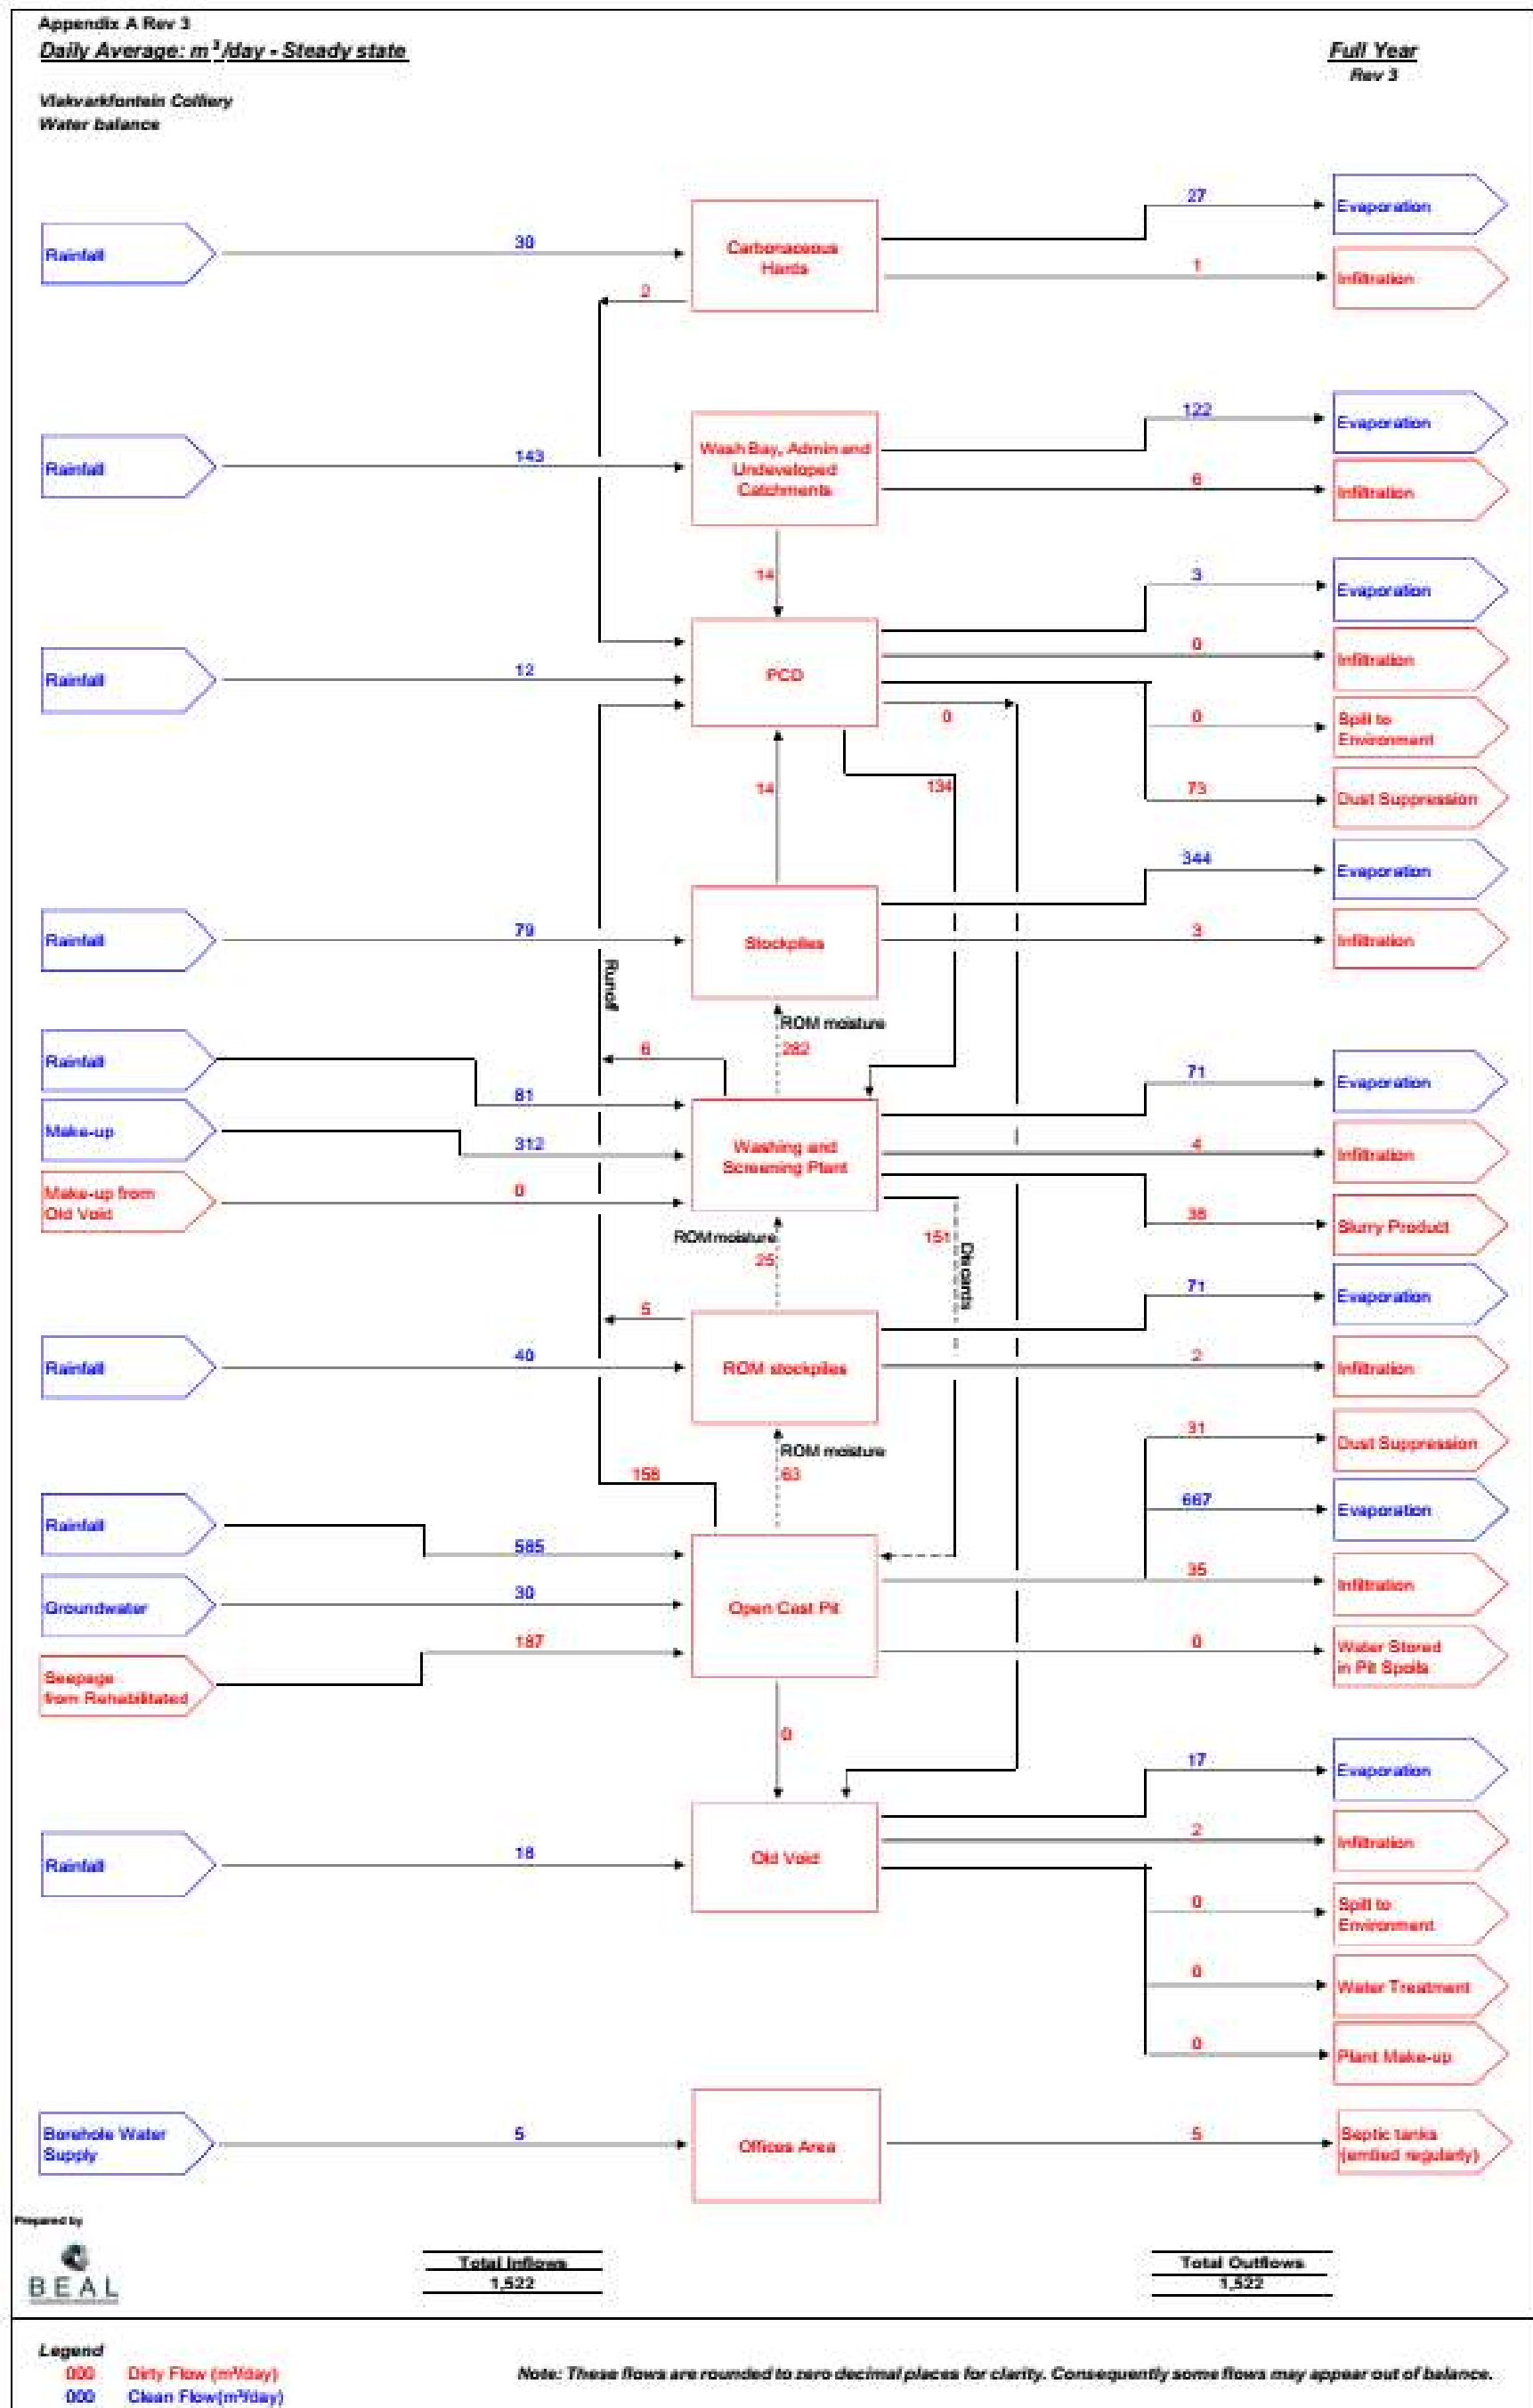 Appendix A Rev 3
Daily Average: m³/day - Steady state
Full Year
Rev 3
Vlakvarkfontein Colliery
Water balance
27
Evaporation
Rainfall
30
Carbonaceous
Hards
1
Infiltration
2
122
Evaporation
Rainfall
143
Wash Bay, Admin and
Undeveloped
Catchments
6
Infiltration
14
3
Evaporation
0
Infiltration
Rainfall
12
PCD
0
0
Spill to
Environment
14
134
73
Dust Suppression
344
Evaporation
Rainfall
79
Stockpiles
3
Infiltration
Runoff
ROM moisture
282
6
Rainfall
81
71
Evaporation
Make-up
312
Washing and
Screening Plant
4
Infiltration
Make-up from
Old Void
0
38
Slurry Product
ROM moisture
25
151
Discards
5
71
Evaporation
Rainfall
40
ROM stockpiles
2
Infiltration
31
Dust Suppression
ROM moisture
63
158
667
Evaporation
Rainfall
585
Groundwater
30
Open Cast Pit
35
Infiltration
Seepage
from Rehabilitated
187
0
Water Stored
in Pit Spoils
0
17
Evaporation
2
Infiltration
Rainfall
18
Old Void
0
Spill to
Environment
0
Water Treatment
0
Plant Make-up
Borehole Water
Supply
5
Offices Area
5
Septic tanks
(emtied regularly)
Prepared by
BEAL
Total Inflows
1,522
Total Outflows
1,522
Legend
000 Dirty Flow (m³/day)
000 Clean Flow(m³/day)
Note: These flows are rounded to zero decimal places for clarity. Consequently some flows may appear out of balance.